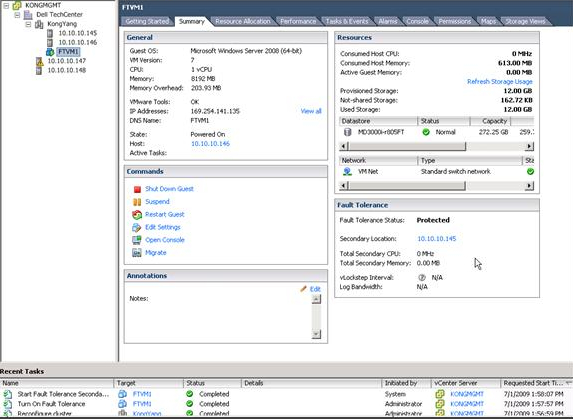 KONGMGMT
Dell TechCenter
KongYang
10.10.10.145
10.10.10.146
FTVM1
10.10.10.147
10.10.10.148
FTVM1
Getting Started Summary Resource Allocation Performance Tasks & Events Alarms Console Permissions Maps Storage Views
General
Guest OS: Microsoft Windows Server 2008 (64-bit)
VM Version: 7
CPU: 1 vCPU
Memory: 8192 MB
Memory Overhead: 203.93 MB
VMware Tools: OK
IP Addresses: 169.254.141.135 View all
DNS Name: FTVM1
State: Powered On
Host: 10.10.10.146
Active Tasks:
Commands
Shut Down Guest
Suspend
Restart Guest
Edit Settings
Open Console
Migrate
Annotations
Edit
Notes:
Resources
Consumed Host CPU: 0 MHz
Consumed Host Memory: 613.00 MB
Active Guest Memory: 0.00 MB
Refresh Storage Usage
Provisioned Storage: 12.00 GB
Not-shared Storage: 162.72 KB
Used Storage: 12.00 GB
Datastore Status Capacity
MD3000i-r805FT Normal 272.25 GB 259.
Network Type Sta
VM Net Standard switch network
Fault Tolerance
Fault Tolerance Status: Protected
Secondary Location: 10.10.10.145
Total Secondary CPU: 0 MHz
Total Secondary Memory: 0.00 MB
vLockstep Interval: N/A
Log Bandwidth: N/A
Recent Tasks
Name Target Status Details Initiated by vCenter Server Requested Start Ti...
Start Fault Tolerance Seconda... FTVM1 Completed System KONGMGMT 7/1/2009 1:58:07 PM
Turn On Fault Tolerance FTVM1 Completed Administrator KONGMGMT 7/1/2009 1:57:57 PM
Reconfigure cluster KongYang Completed Administrator KONGMGMT 7/1/2009 1:56:59 PM